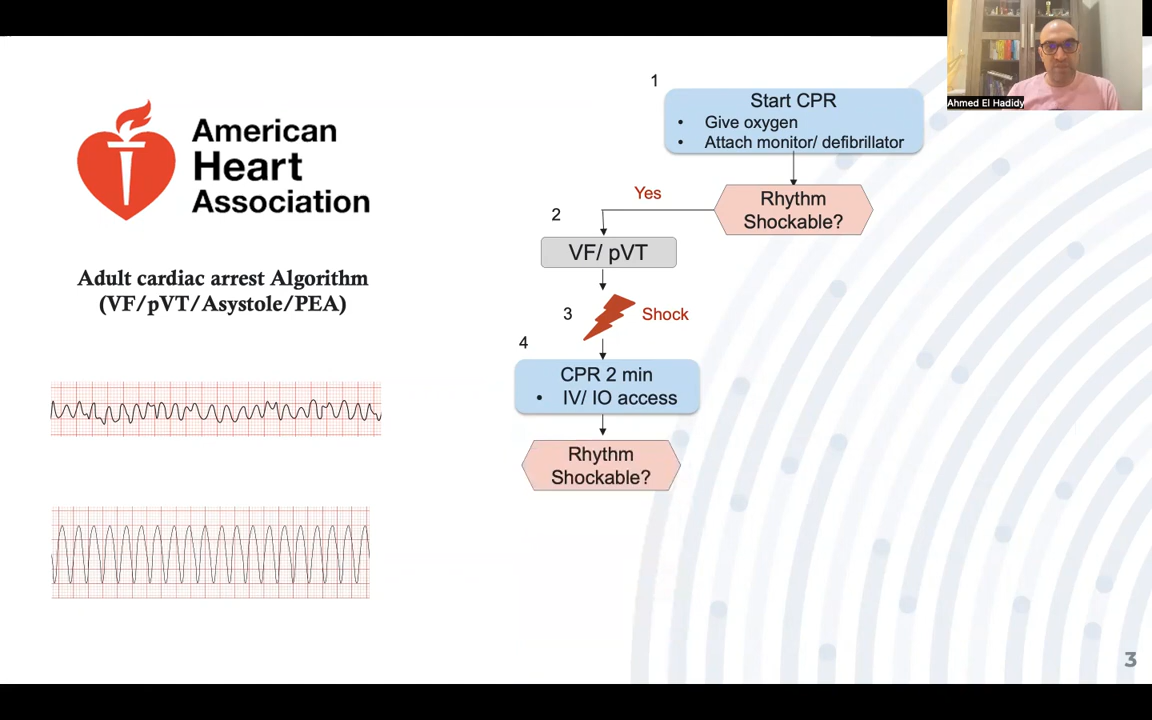 Ahmed El Hadidy
American
Heart
Association
Adult cardiac arrest Algorithm
(VF/pVT/Asystole/PEA)
1
Start CPR
• Give oxygen
• Attach monitor/ defibrillator
Rhythm
Shockable?
Yes
2
VF/ pVT
3
Shock
4
CPR 2 min
• IV/ IO access
Rhythm
Shockable?
3